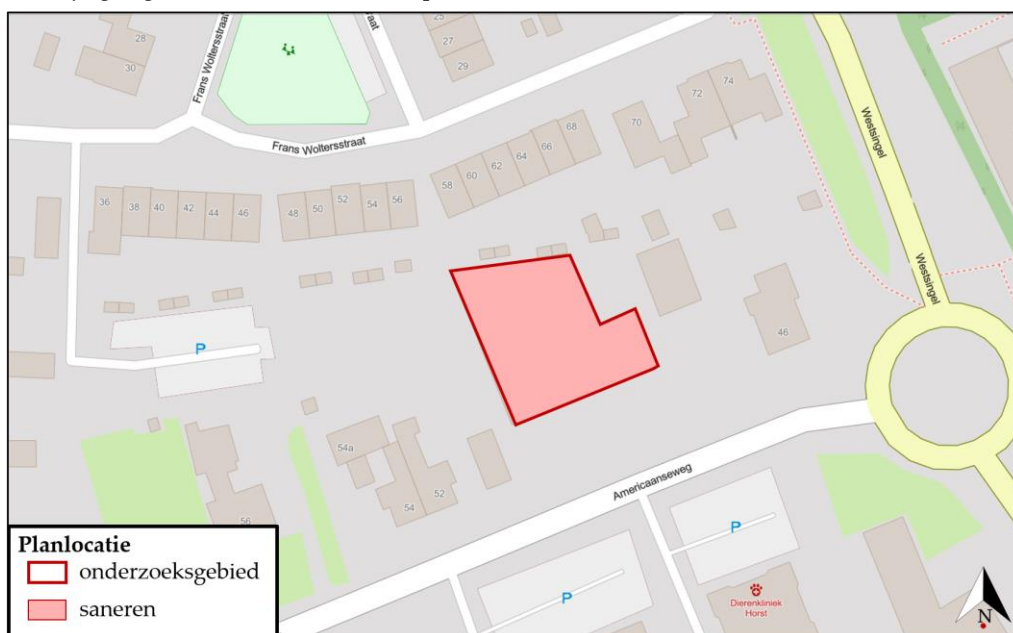 28
30
25
27
29
Frans Woltersstraat
Frans Woltersstraat
Westsingel
72
74
70
68
66
64
62
60
58
36
38
40
42
44
46
48
50
52
54
56
Westsingel
P
46
54a
52
54
56
Americaanseweg
P
P
Dierenkliniek
Horst
Planlocatie
onderzoeksgebied
saneren
N